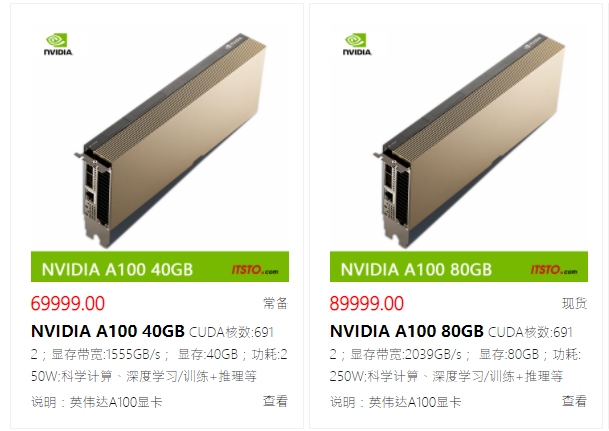 NVIDIA
NVIDIA A100 40GB ITSTO.com
69999.00 常备
NVIDIA A100 40GB CUDA核数:691
2；显存带宽:1555GB/s； 显存:40GB；功耗:2
50W;科学计算、深度学习/训练+推理等
说明：英伟达A100显卡 查看
NVIDIA
NVIDIA A100 80GB ITSTO.com
89999.00 现货
NVIDIA A100 80GB CUDA核数:691
2；显存带宽:2039GB/s； 显存:80GB；功耗:
250W;科学计算、深度学习/训练+推理等
说明：英伟达A100显卡 查看